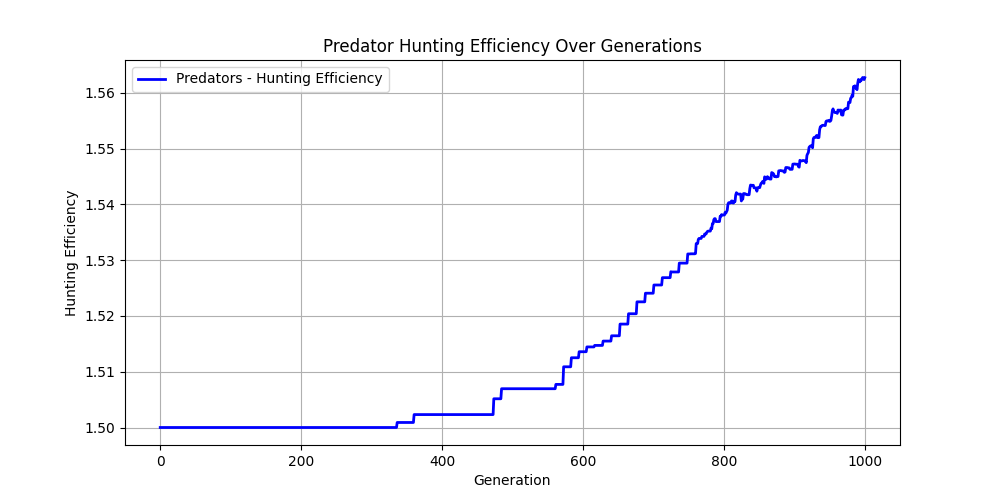 Predator Hunting Efficiency Over Generations
Predators - Hunting Efficiency
1.56
1.55
1.54
1.53
1.52
1.51
1.50
Hunting Efficiency
0 200 400 600 800 1000
Generation